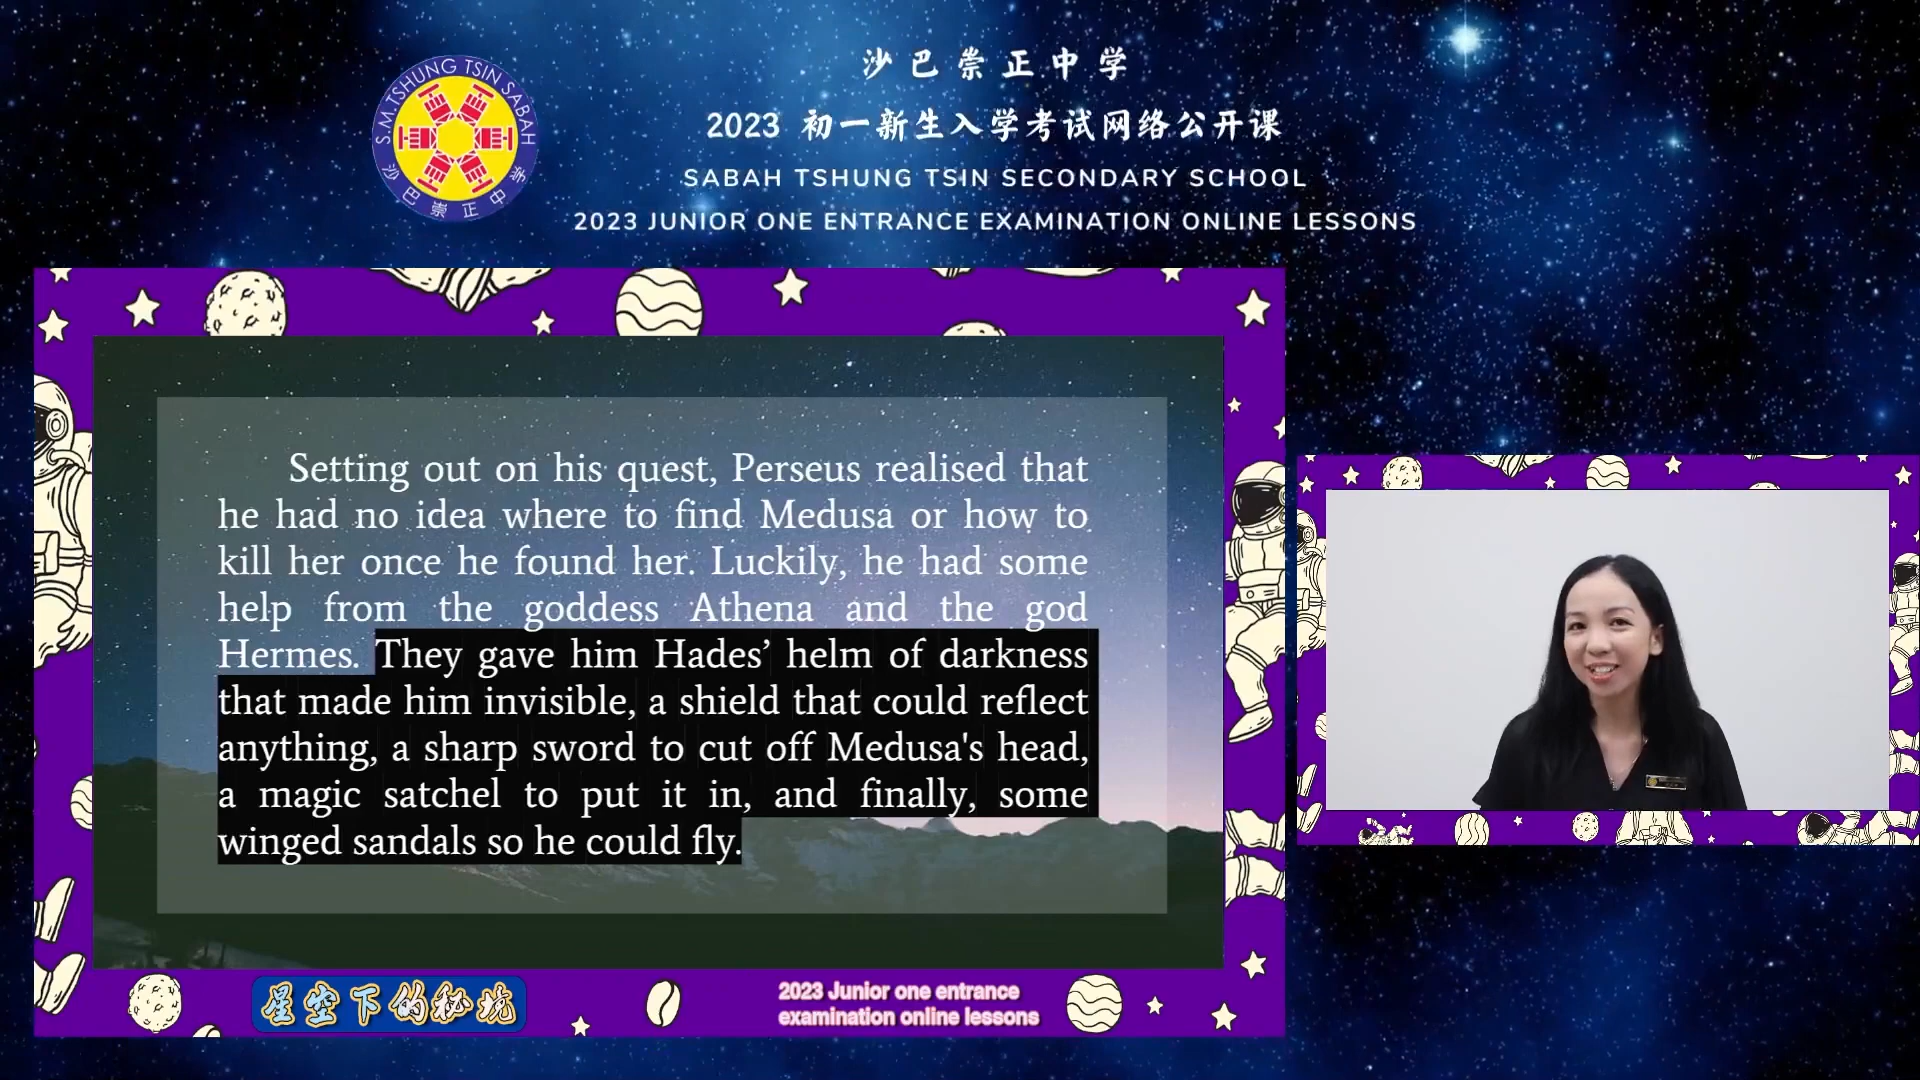 S.M. TSHUNG TSIN SABAH
沙巴崇正中学
沙巴崇正中学
2023 初一新生入学考试网络公开课
SABAH TSHUNG TSIN SECONDARY SCHOOL
2023 JUNIOR ONE ENTRANCE EXAMINATION ONLINE LESSONS
Setting out on his quest, Perseus realised that
he had no idea where to find Medusa or how to
kill her once he found her. Luckily, he had some
help from the goddess Athena and the god
Hermes. They gave him Hades’ helm of darkness
that made him invisible, a shield that could reflect
anything, a sharp sword to cut off Medusa's head,
a magic satchel to put it in, and finally, some
winged sandals so he could fly.
星空下的秘境
2023 Junior one entrance
examination online lessons